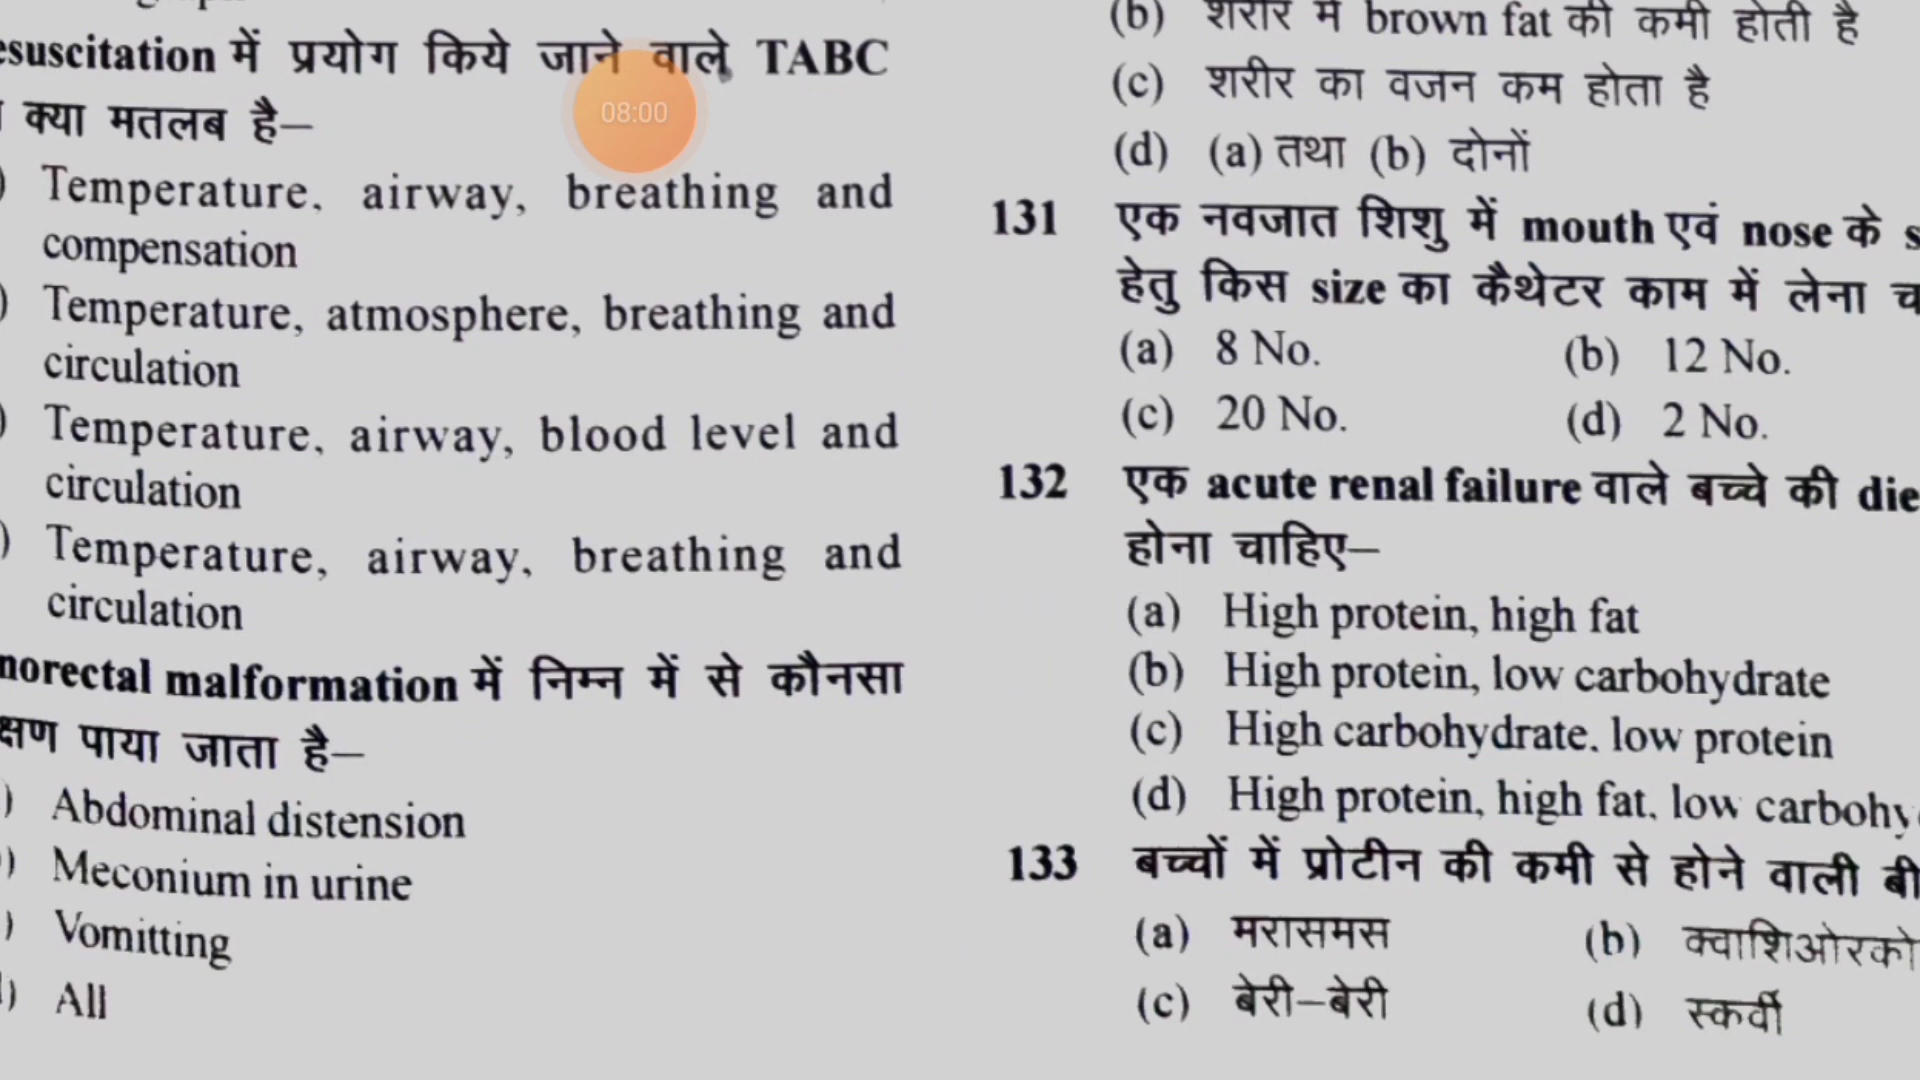 esuscitation में प्रयोग किये जाने वाले TABC
क्या मतलब है–
) Temperature, airway, breathing and
compensation
) Temperature, atmosphere, breathing and
circulation
) Temperature, airway, blood level and
circulation
) Temperature, airway, breathing and
circulation
norectal malformation में निम्न में से कौनसा
क्षण पाया जाता है–
) Abdominal distension
) Meconium in urine
) Vomitting
) All
08:00
(b) शरीर में brown fat की कमी होती है
(c) शरीर का वजन कम होता है
(d) (a) तथा (b) दोनों
131 एक नवजात शिशु में mouth एवं nose के s
हेतु किस size का कैथेटर काम में लेना च
(a) 8 No. (b) 12 No.
(c) 20 No. (d) 2 No.
132 एक acute renal failure वाले बच्चे की die
होना चाहिए–
(a) High protein, high fat
(b) High protein, low carbohydrate
(c) High carbohydrate, low protein
(d) High protein, high fat, low carbohy
133 बच्चों में प्रोटीन की कमी से होने वाली बी
(a) मरासमस (b) क्वाशिओरको
(c) बेरी–बेरी (d) स्कर्वी